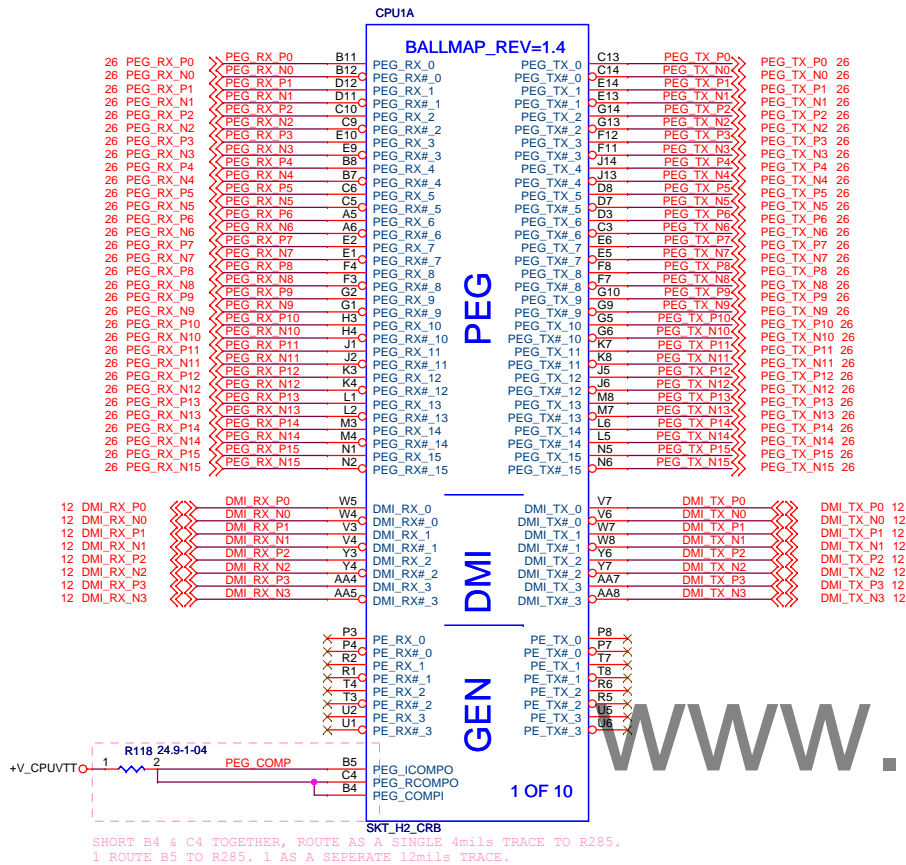 CPU1A
BALLMAP_REV=1.4
26 PEG_RX_P0 PEG_RX_P0 B11 PEG_RX_0 PEG_TX_0 C13 PEG_TX_P0 PEG_TX_P0 26
26 PEG_RX_N0 PEG_RX_N0 B12 PEG_RX#_0 PEG_TX#_0 C14 PEG_TX_N0 PEG_TX_N0 26
26 PEG_RX_P1 PEG_RX_P1 D12 PEG_RX_1 PEG_TX_1 E14 PEG_TX_P1 PEG_TX_P1 26
26 PEG_RX_N1 PEG_RX_N1 D11 PEG_RX#_1 PEG_TX#_1 E13 PEG_TX_N1 PEG_TX_N1 26
26 PEG_RX_P2 PEG_RX_P2 C10 PEG_RX_2 PEG_TX_2 G14 PEG_TX_P2 PEG_TX_P2 26
26 PEG_RX_N2 PEG_RX_N2 C9 PEG_RX#_2 PEG_TX#_2 G13 PEG_TX_N2 PEG_TX_N2 26
26 PEG_RX_P3 PEG_RX_P3 E10 PEG_RX_3 PEG_TX_3 F12 PEG_TX_P3 PEG_TX_P3 26
26 PEG_RX_N3 PEG_RX_N3 E9 PEG_RX#_3 PEG_TX#_3 F11 PEG_TX_N3 PEG_TX_N3 26
26 PEG_RX_P4 PEG_RX_P4 B8 PEG_RX_4 PEG_TX_4 J14 PEG_TX_P4 PEG_TX_P4 26
26 PEG_RX_N4 PEG_RX_N4 B7 PEG_RX#_4 PEG_TX#_4 J13 PEG_TX_N4 PEG_TX_N4 26
26 PEG_RX_P5 PEG_RX_P5 C6 PEG_RX_5 PEG_TX_5 D8 PEG_TX_P5 PEG_TX_P5 26
26 PEG_RX_N5 PEG_RX_N5 C5 PEG_RX#_5 PEG_TX#_5 D7 PEG_TX_N5 PEG_TX_N5 26
26 PEG_RX_P6 PEG_RX_P6 A5 PEG_RX_6 PEG_TX_6 D3 PEG_TX_P6 PEG_TX_P6 26
26 PEG_RX_N6 PEG_RX_N6 A6 PEG_RX#_6 PEG_TX#_6 C3 PEG_TX_N6 PEG_TX_N6 26
26 PEG_RX_P7 PEG_RX_P7 E2 PEG_RX_7 PEG_TX_7 E6 PEG_TX_P7 PEG_TX_P7 26
26 PEG_RX_N7 PEG_RX_N7 E1 PEG_RX#_7 PEG_TX#_7 E5 PEG_TX_N7 PEG_TX_N7 26
26 PEG_RX_P8 PEG_RX_P8 F4 PEG_RX_8 PEG_TX_8 F8 PEG_TX_P8 PEG_TX_P8 26
26 PEG_RX_N8 PEG_RX_N8 F3 PEG_RX#_8 PEG_TX#_8 F7 PEG_TX_N8 PEG_TX_N8 26
26 PEG_RX_P9 PEG_RX_P9 G2 PEG_RX_9 PEG_TX_9 G10 PEG_TX_P9 PEG_TX_P9 26
26 PEG_RX_N9 PEG_RX_N9 G1 PEG_RX#_9 PEG_TX#_9 G9 PEG_TX_N9 PEG_TX_N9 26
26 PEG_RX_P10 PEG_RX_P10 H3 PEG_RX_10 PEG_TX_10 G5 PEG_TX_P10 PEG_TX_P10 26
26 PEG_RX_N10 PEG_RX_N10 H4 PEG_RX#_10 PEG_TX#_10 G6 PEG_TX_N10 PEG_TX_N10 26
26 PEG_RX_P11 PEG_RX_P11 J1 PEG_RX_11 PEG_TX_11 K7 PEG_TX_P11 PEG_TX_P11 26
26 PEG_RX_N11 PEG_RX_N11 J2 PEG_RX#_11 PEG_TX#_11 K8 PEG_TX_N11 PEG_TX_N11 26
26 PEG_RX_P12 PEG_RX_P12 K3 PEG_RX_12 PEG_TX_12 J5 PEG_TX_P12 PEG_TX_P12 26
26 PEG_RX_N12 PEG_RX_N12 K4 PEG_RX#_12 PEG_TX#_12 J6 PEG_TX_N12 PEG_TX_N12 26
26 PEG_RX_P13 PEG_RX_P13 L1 PEG_RX_13 PEG_TX_13 M8 PEG_TX_P13 PEG_TX_P13 26
26 PEG_RX_N13 PEG_RX_N13 L2 PEG_RX#_13 PEG_TX#_13 M7 PEG_TX_N13 PEG_TX_N13 26
26 PEG_RX_P14 PEG_RX_P14 M3 PEG_RX_14 PEG_TX_14 L6 PEG_TX_P14 PEG_TX_P14 26
26 PEG_RX_N14 PEG_RX_N14 M4 PEG_RX#_14 PEG_TX#_14 L5 PEG_TX_N14 PEG_TX_N14 26
26 PEG_RX_P15 PEG_RX_P15 N1 PEG_RX_15 PEG_TX_15 N5 PEG_TX_P15 PEG_TX_P15 26
26 PEG_RX_N15 PEG_RX_N15 N2 PEG_RX#_15 PEG_TX#_15 N6 PEG_TX_N15 PEG_TX_N15 26
PEG
12 DMI_RX_P0 DMI_RX_P0 W5 DMI_RX_0 DMI_TX_0 V7 DMI_TX_P0 DMI_TX_P0 12
12 DMI_RX_N0 DMI_RX_N0 W4 DMI_RX#_0 DMI_TX#_0 V6 DMI_TX_N0 DMI_TX_N0 12
12 DMI_RX_P1 DMI_RX_P1 V3 DMI_RX_1 DMI_TX_1 W7 DMI_TX_P1 DMI_TX_P1 12
12 DMI_RX_N1 DMI_RX_N1 V4 DMI_RX#_1 DMI_TX#_1 W8 DMI_TX_N1 DMI_TX_N1 12
12 DMI_RX_P2 DMI_RX_P2 Y3 DMI_RX_2 DMI_TX_2 Y6 DMI_TX_P2 DMI_TX_P2 12
12 DMI_RX_N2 DMI_RX_N2 Y4 DMI_RX#_2 DMI_TX#_2 Y7 DMI_TX_N2 DMI_TX_N2 12
12 DMI_RX_P3 DMI_RX_P3 AA4 DMI_RX_3 DMI_TX_3 AA7 DMI_TX_P3 DMI_TX_P3 12
12 DMI_RX_N3 DMI_RX_N3 AA5 DMI_RX#_3 DMI_TX#_3 AA8 DMI_TX_N3 DMI_TX_N3 12
DMI
P3 PE_RX_0 PE_TX_0 P8
P4 PE_RX#_0 PE_TX#_0 P7
R2 PE_RX_1 PE_TX_1 T7
R1 PE_RX#_1 PE_TX#_1 T8
T4 PE_RX_2 PE_TX_2 R6
T3 PE_RX#_2 PE_TX#_2 R5
U2 PE_RX_3 PE_TX_3 U5
U1 PE_RX#_3 PE_TX#_3 U6
GEN
www.
R118 24.9-1-04
+V_CPUVTT 1 2 PEG_COMP B5 PEG_ICOMPO
C4 PEG_RCOMPO
B4 PEG_COMPI
1 OF 10
SKT_H2_CRB
SHORT B4 & C4 TOGETHER, ROUTE AS A SINGLE 4mils TRACE TO R285.
1 ROUTE B5 TO R285. 1 AS A SEPERATE 12mils TRACE.